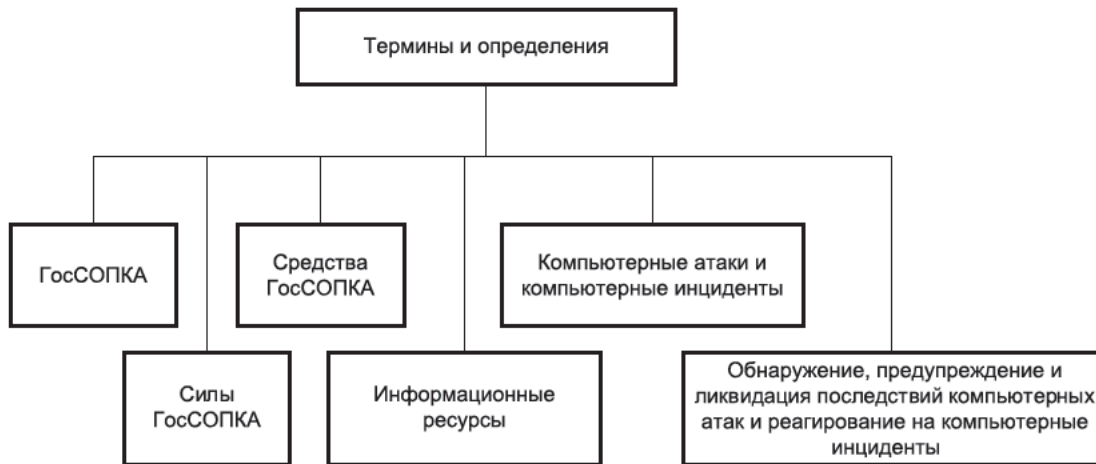 Термины и определения
ГосСОПКА
Средства
ГосСОПКА
Компьютерные атаки и
компьютерные инциденты
Силы
ГосСОПКА
Информационные
ресурсы
Обнаружение, предупреждение и
ликвидация последствий компьютерных
атак и реагирование на компьютерные
инциденты